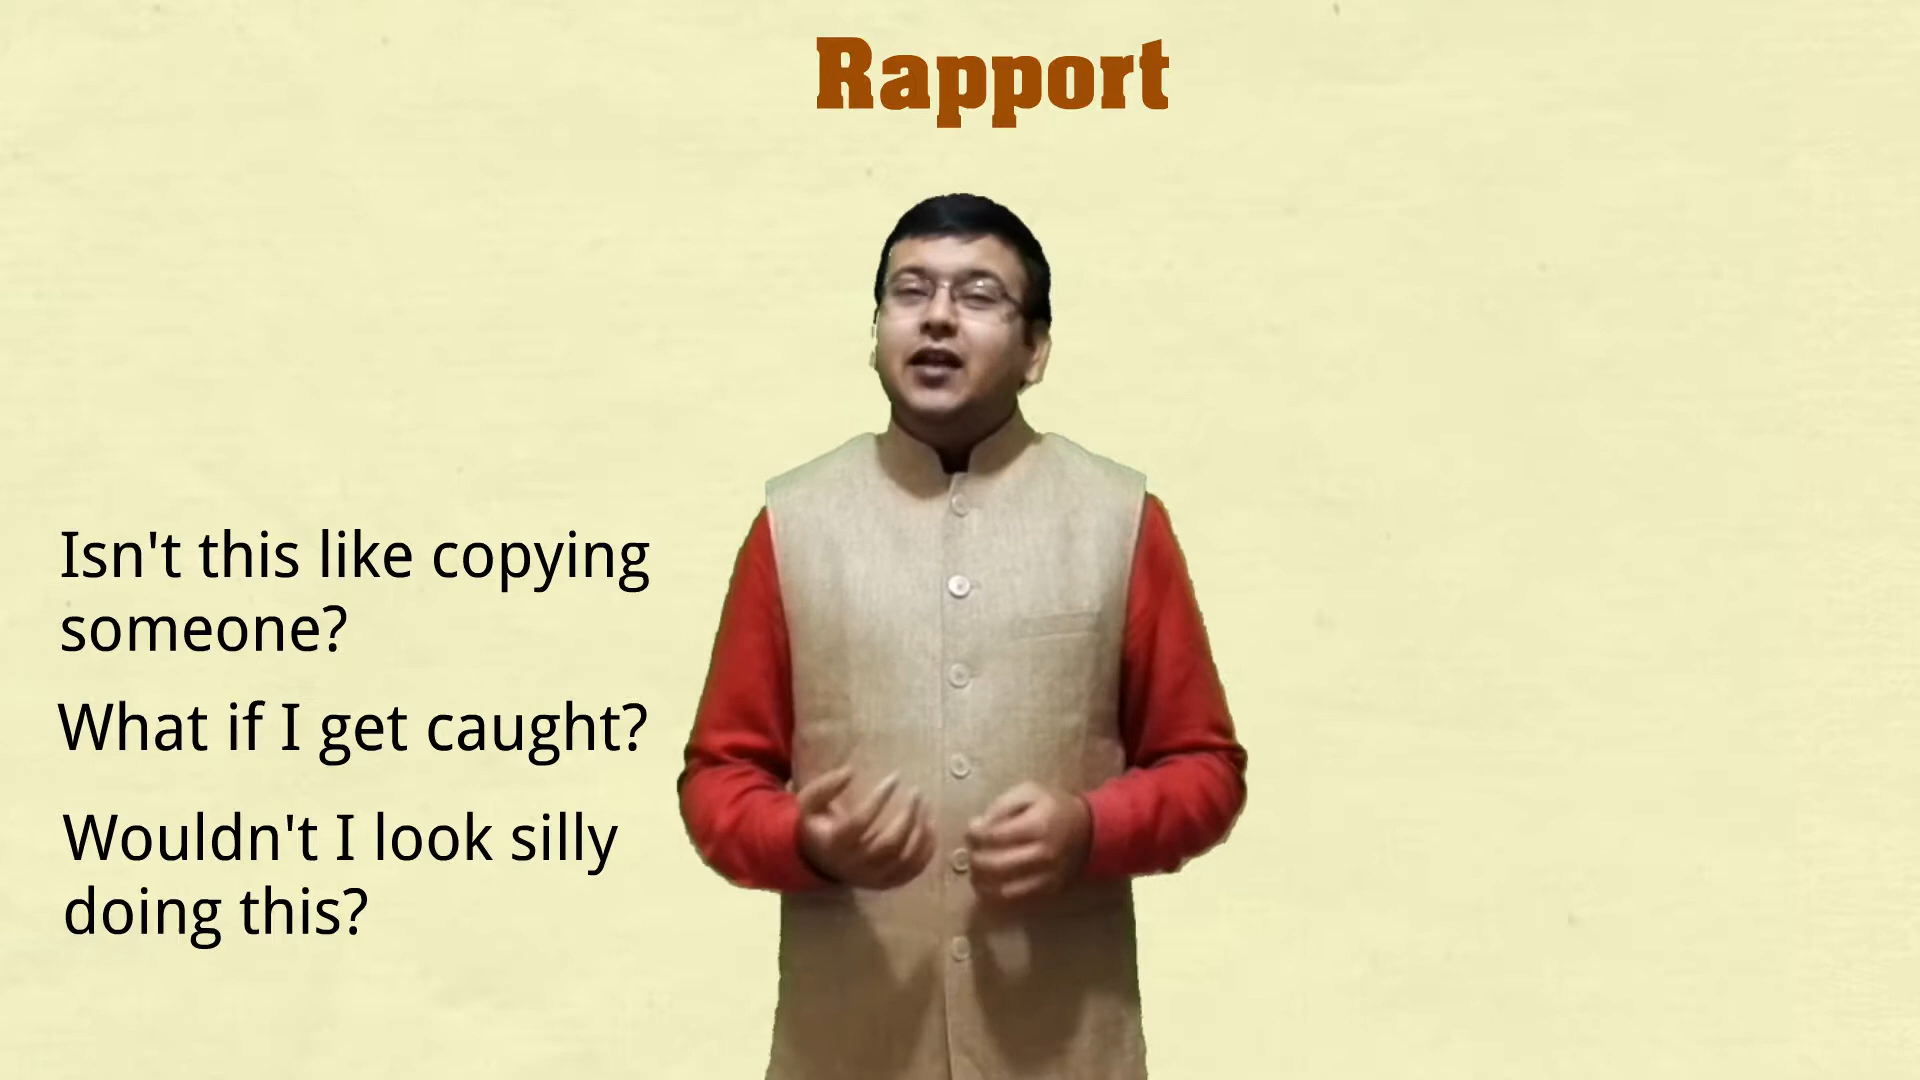 Rapport
Isn't this like copying
someone?
What if I get caught?
Wouldn't I look silly
doing this?